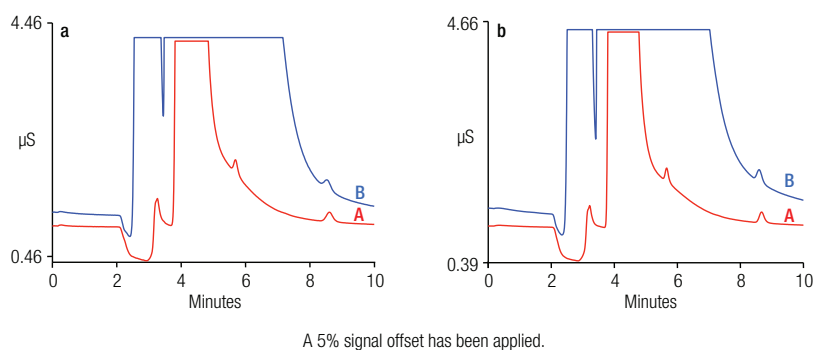 4.46
a
µS
B
A
0.46
0 2 4 6 8 10
Minutes
4.66
b
µS
B
A
0.39
0 2 4 6 8 10
Minutes
A 5% signal offset has been applied.